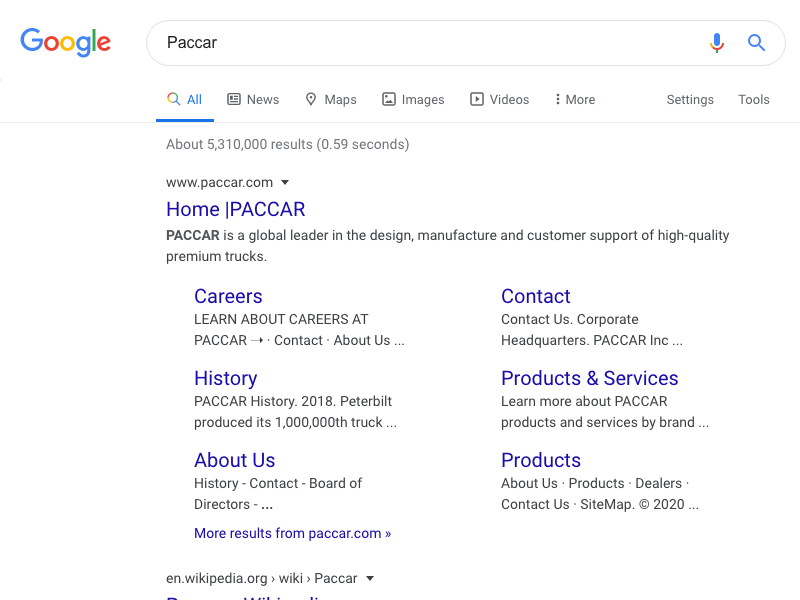 Google
Paccar
All News Maps Images Videos More Settings Tools
About 5,310,000 results (0.59 seconds)
www.paccar.com
Home |PACCAR
PACCAR is a global leader in the design, manufacture and customer support of high-quality
premium trucks.
Careers
LEARN ABOUT CAREERS AT
PACCAR ➝ · Contact · About Us ...
Contact
Contact Us. Corporate
Headquarters. PACCAR Inc ...
History
PACCAR History. 2018. Peterbilt
produced its 1,000,000th truck ...
Products & Services
Learn more about PACCAR
products and services by brand ...
About Us
History - Contact - Board of
Directors - ...
Products
About Us · Products · Dealers ·
Contact Us · SiteMap. © 2020 ...
More results from paccar.com »
en.wikipedia.org › wiki › Paccar